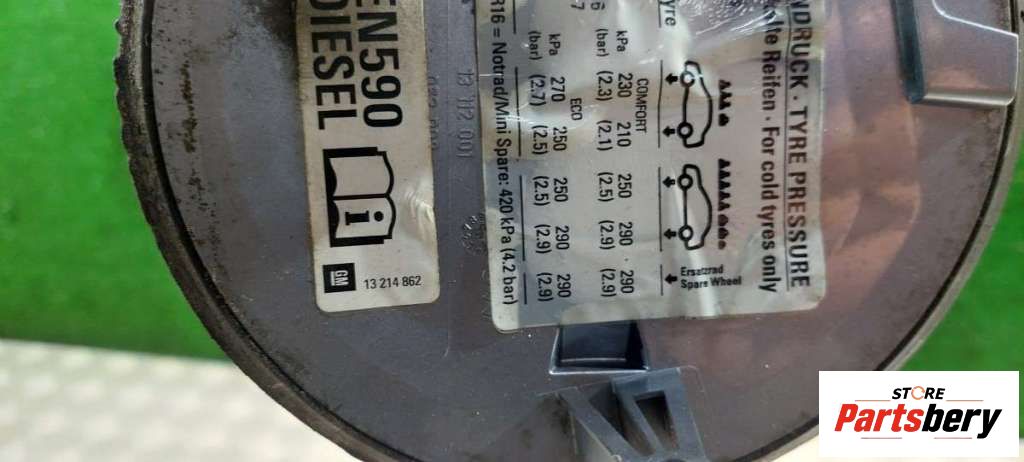 EN590
DIESEL
GM 13 214 862
13 112 001
NDRUCK · TYRE PRESSURE
te Reifen · For cold tyres only
Ersatzrad
Spare Wheel
COMFORT
kPa 230 210 250 290 290
(bar) (2.3) (2.1) (2.5) (2.9) (2.9)
ECO
kPa 270 250 250 290 290
(bar) (2.7) (2.5) (2.5) (2.9) (2.9)
R16 = Notrad/Mini Spare: 420 kPa (4.2 bar)
STORE
Partsbery